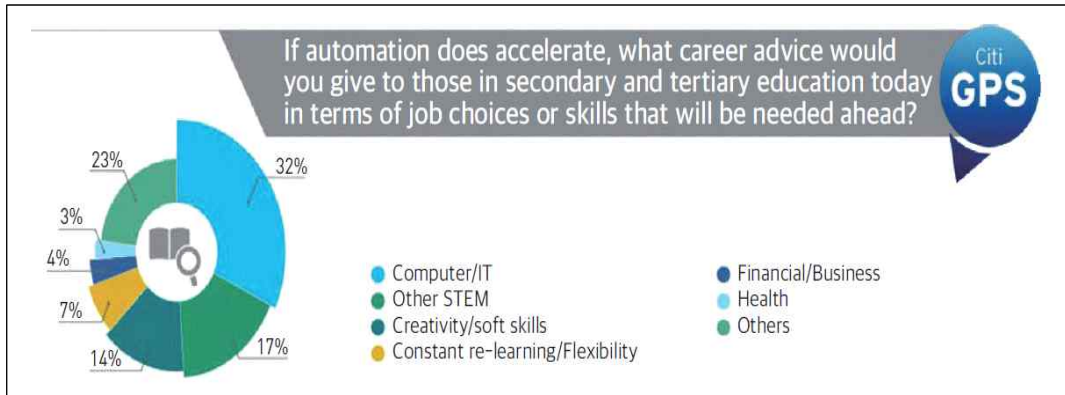 If automation does accelerate, what career advice would
you give to those in secondary and tertiary education today
in terms of job choices or skills that will be needed ahead?
Citi
GPS
32%
17%
14%
7%
4%
3%
23%
Computer/IT
Other STEM
Creativity/soft skills
Constant re-learning/Flexibility
Financial/Business
Health
Others